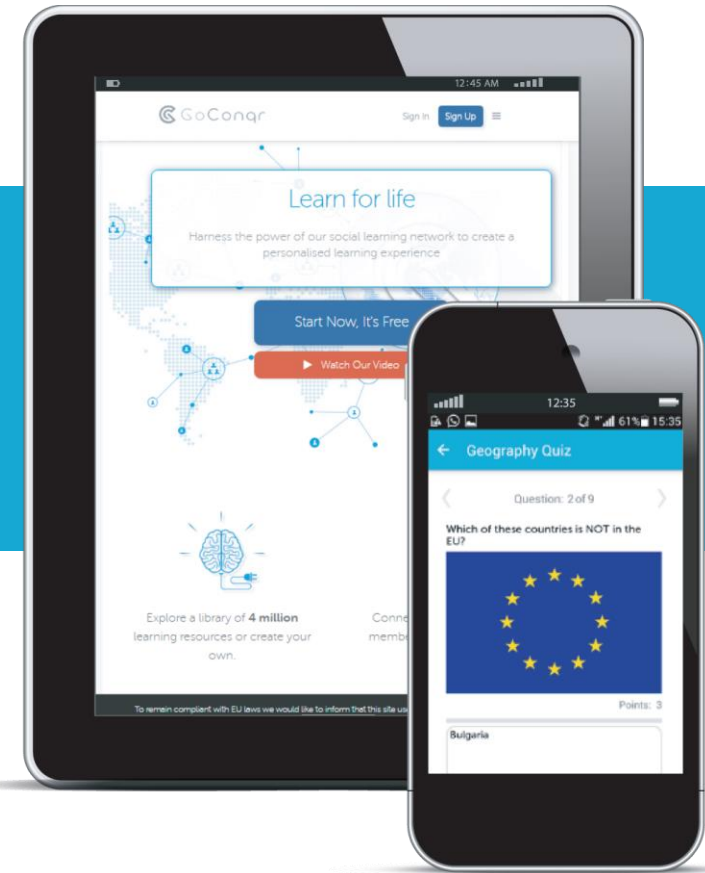 12:45 AM
GoConqr
Sign In
Sign Up
Learn for life
Harness the power of our social learning network to create a
personalised learning experience
Start Now, It's Free
Watch Our Video
Explore a library of 4 million
learning resources or create your
own.
To remain compliant with EU laws we would like to inform that this site
12:35
61% 15:35
Geography Quiz
Question: 2 of 9
Which of these countries is NOT in the
EU?
Points: 3
Bulgaria